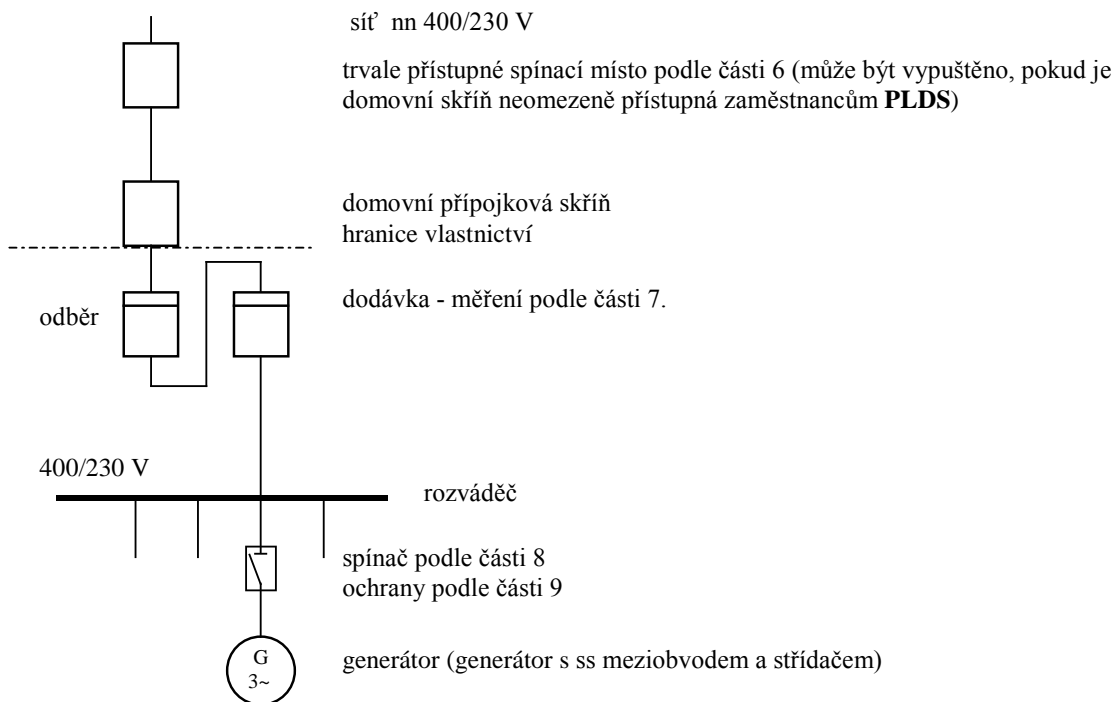 síť nn 400/230 V
trvale přístupné spínací místo podle části 6 (může být vypuštěno, pokud je
domovní skříň neomezeně přístupná zaměstnancům PLDS)
domovní přípojková skříň
hranice vlastnictví
odběr
dodávka - měření podle části 7.
400/230 V
rozváděč
spínač podle části 8
ochrany podle části 9
G
3~
generátor (generátor s ss meziobvodem a střídačem)